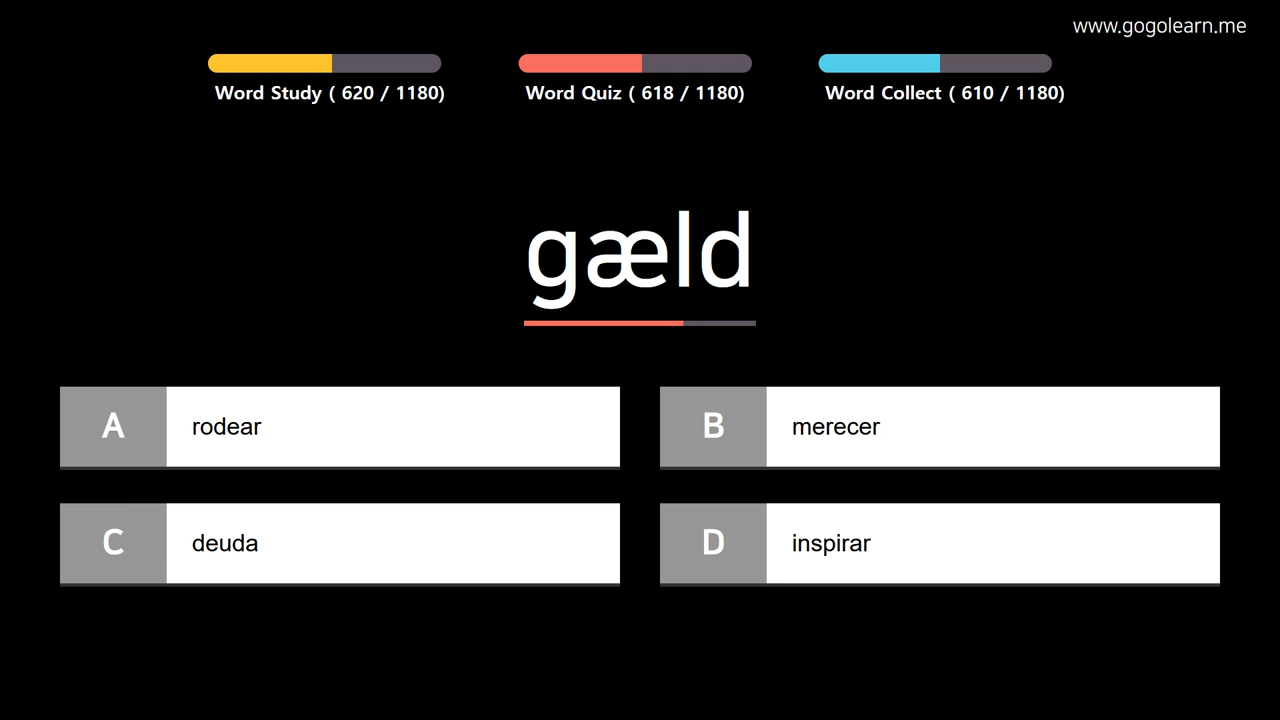 www.gogolearn.me
Word Study ( 620 / 1180)
Word Quiz ( 618 / 1180)
Word Collect ( 610 / 1180)
gæld
A rodear
B merecer
C deuda
D inspirar